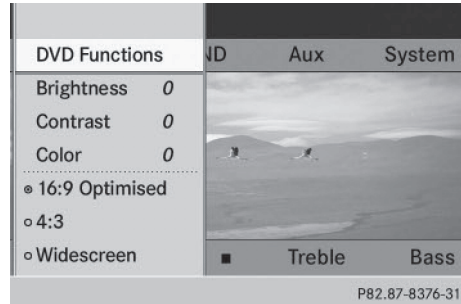 DVD Functions
ND Aux System
Brightness 0
Contrast 0
Color 0
16:9 Optimised
4:3
Widescreen
Treble Bass
P82.87-8376-31